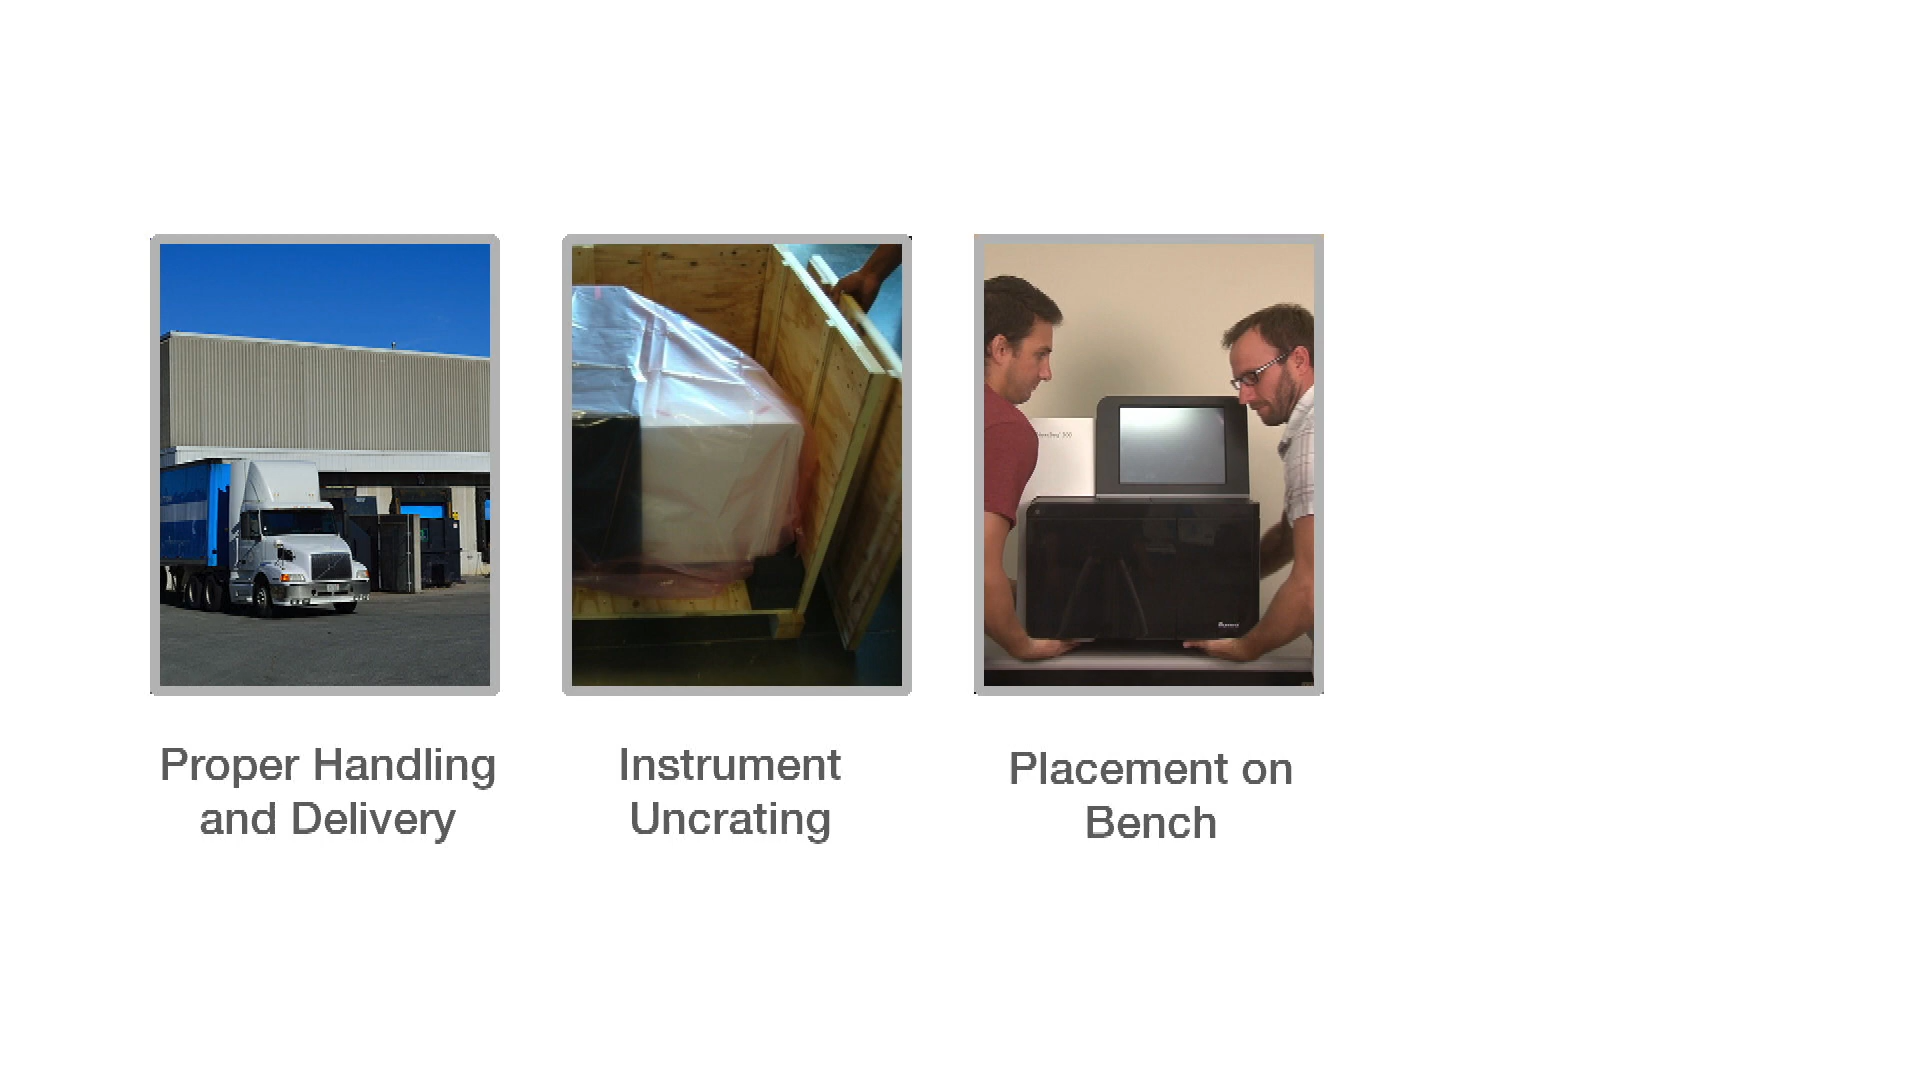 Proper Handling
and Delivery
Instrument
Uncrating
Placement on
Bench